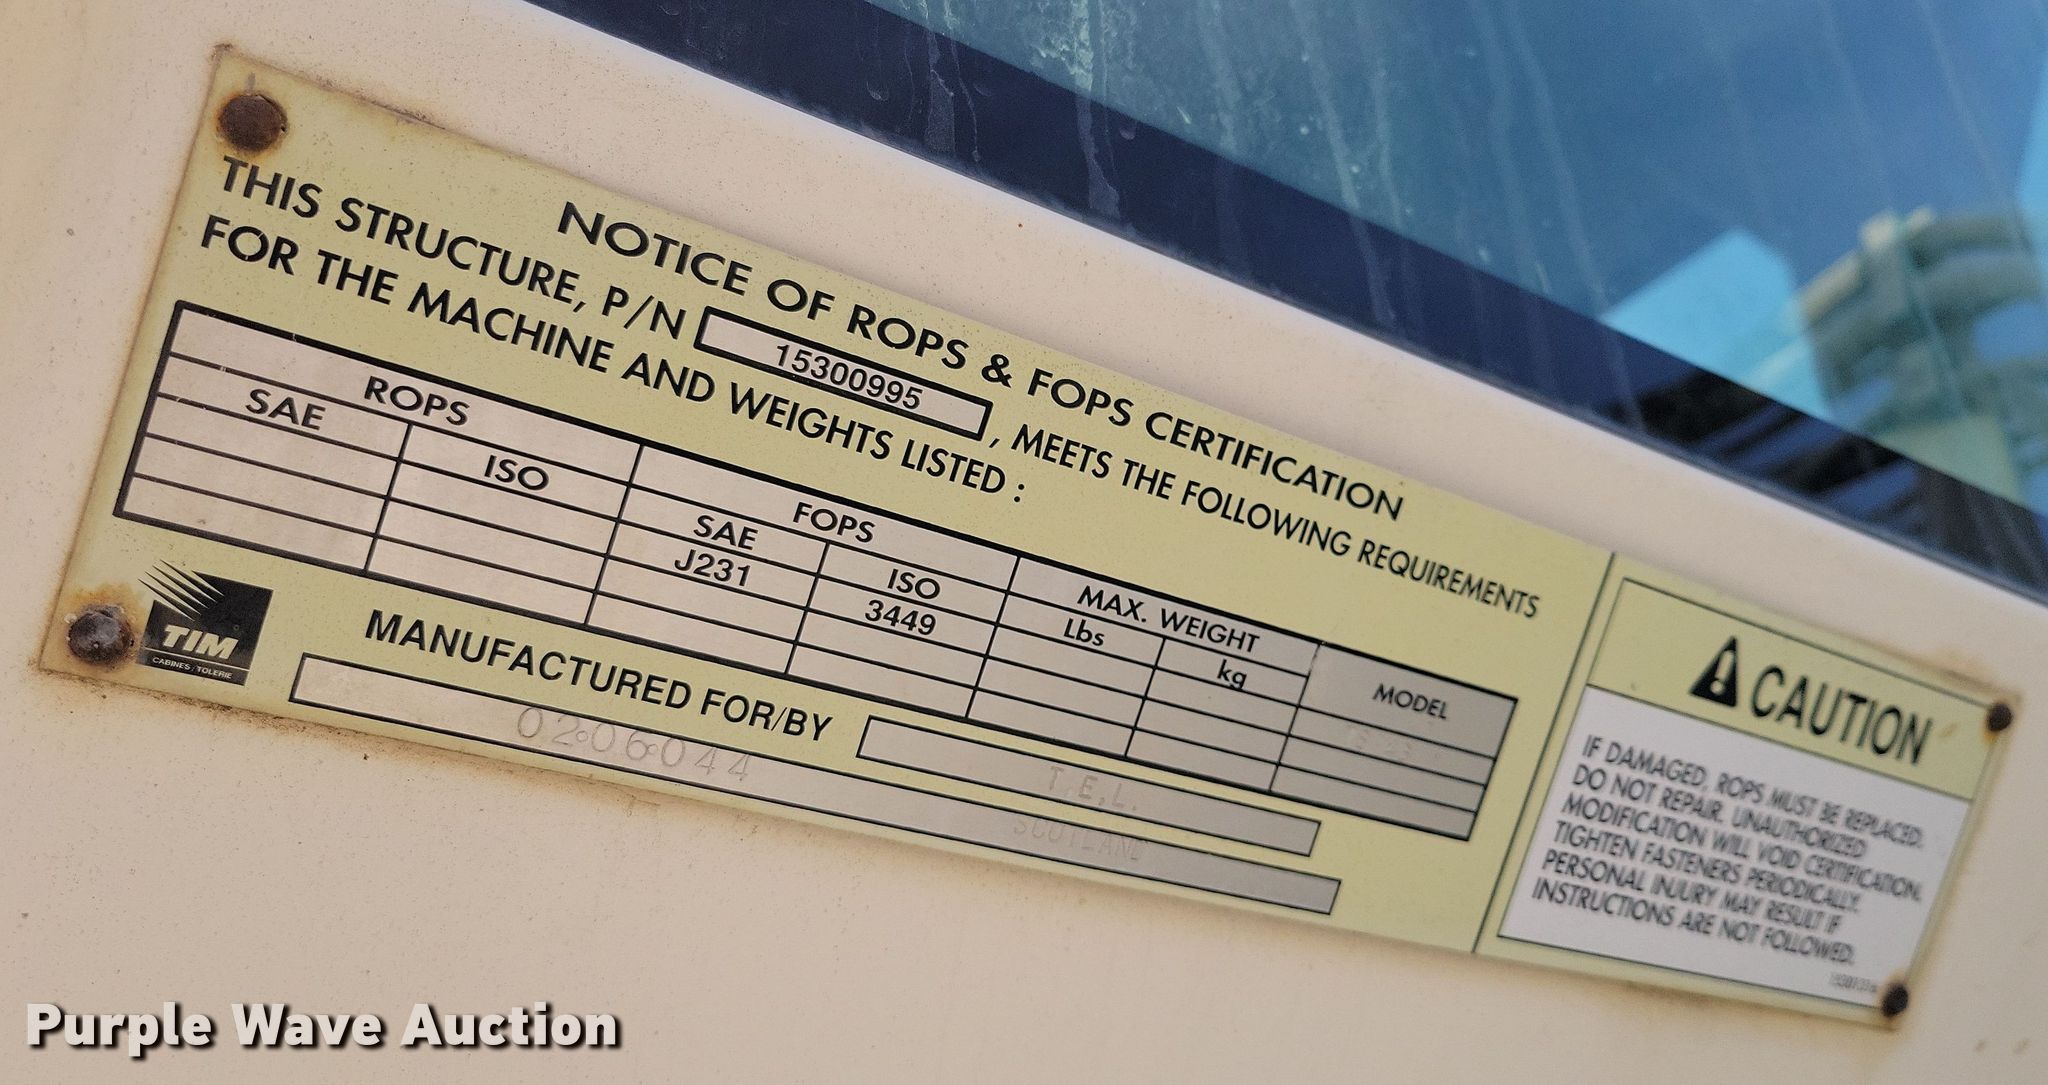 NOTICE OF ROPS & FOPS CERTIFICATION
THIS STRUCTURE, P/N 15300995, MEETS THE FOLLOWING REQUIREMENTS
FOR THE MACHINE AND WEIGHTS LISTED :
ROPS FOPS MAX. WEIGHT MODEL
SAE ISO SAE ISO Lbs kg
J231 3449
TIM
CABINES / TOLERIE
MANUFACTURED FOR/BY T.E.L.
0206044 SCOTLAND
CAUTION
IF DAMAGED, ROPS MUST BE REPLACED.
DO NOT REPAIR. UNAUTHORIZED
MODIFICATION WILL VOID CERTIFICATION.
TIGHTEN FASTENERS PERIODICALLY.
PERSONAL INJURY MAY RESULT IF
INSTRUCTIONS ARE NOT FOLLOWED.
Purple Wave Auction